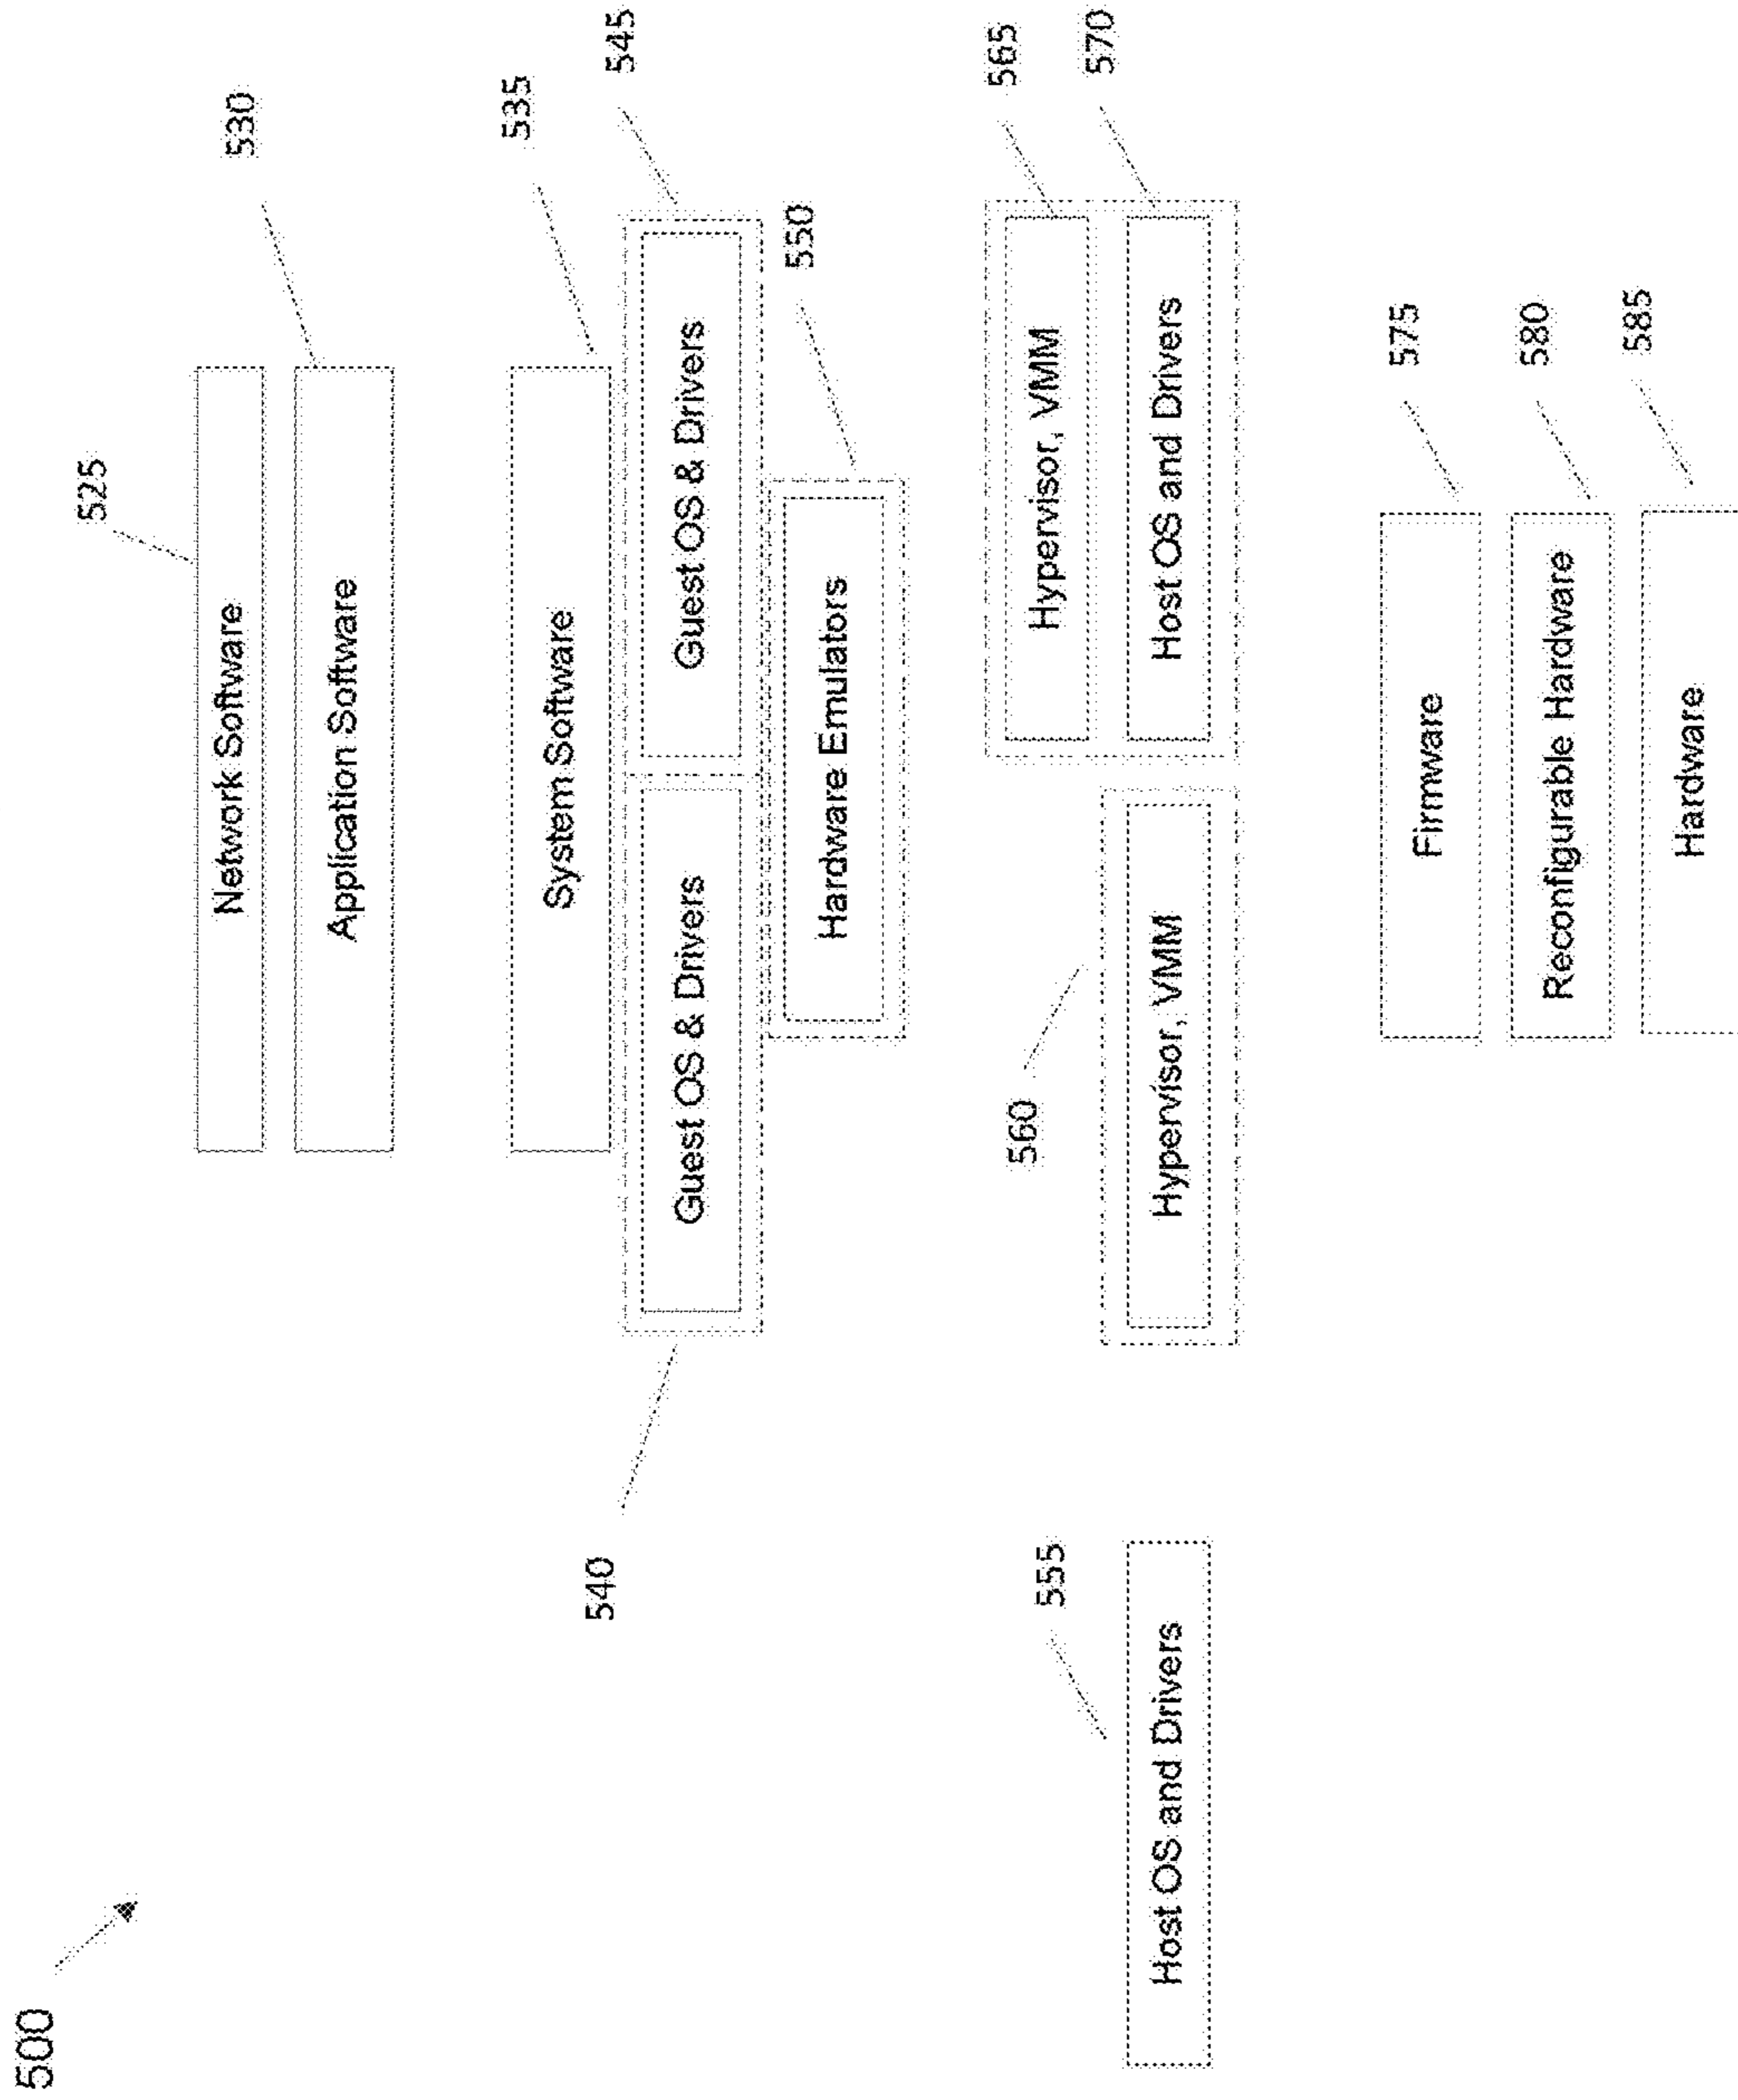 500
525
Network Software
530
Application Software
535
System Software
540
Guest OS & Drivers
545
Guest OS & Drivers
550
Hardware Emulators
555
Host OS and Drivers
560
Hypervisor, VMM
565
Hypervisor, VMM
570
Host OS and Drivers
575
Firmware
580
Reconfigurable Hardware
585
Hardware